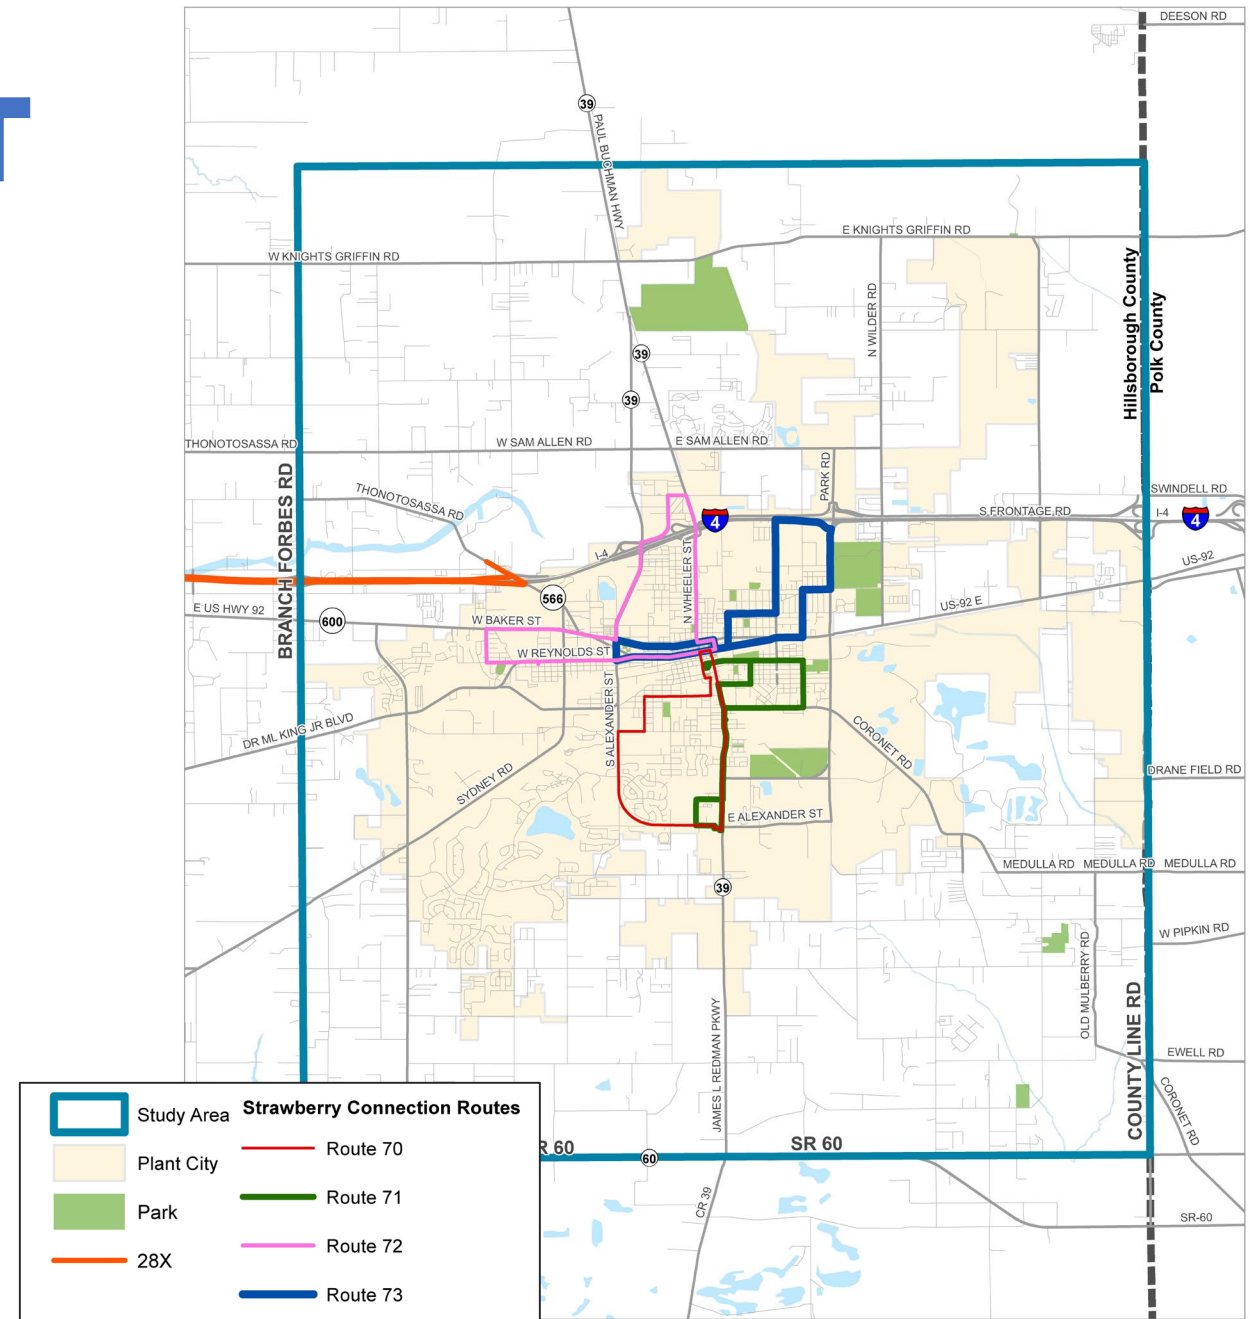 DEESON RD
39
PAUL BUCHMAN HWY
E KNIGHTS GRIFFIN RD
W KNIGHTS GRIFFIN RD
Hillsborough County
Polk County
N WILDER RD
39
39
THONOTOSASSA RD
W SAM ALLEN RD
E SAM ALLEN RD
PARK RD
BRANCH FORBES RD
THONOTOSASSA RD
SWINDELL RD
S FRONTAGE RD
I-4
4
4
I-4
N WHEELER ST
US-92
566
E US HWY 92
600
W BAKER ST
US-92 E
W REYNOLDS ST
S ALEXANDER ST
DR ML KING JR BLVD
CORONET RD
SYDNEY RD
DRANE FIELD RD
E ALEXANDER ST
MEDULLA RD
MEDULLA RD
MEDULLA RD
39
W PIPKIN RD
OLD MULBERRY RD
COUNTY LINE RD
JAMES L REDMAN PKWY
EWELL RD
CORONET RD
R 60
60
SR 60
CR 39
SR-60
Study Area
Plant City
Park
28X
Strawberry Connection Routes
Route 70
Route 71
Route 72
Route 73